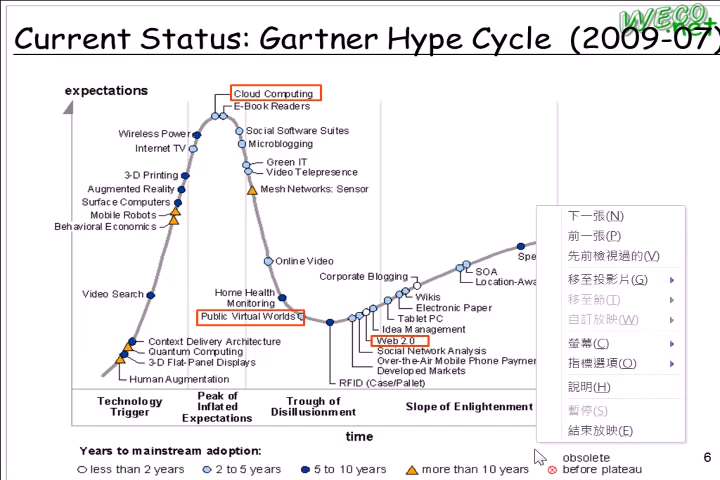 WECO
.net
Current Status: Gartner Hype Cycle (2009-07)
expectations
Cloud Computing
E-Book Readers
Wireless Power
Social Software Suites
Internet TV
Microblogging
Green IT
3-D Printing
Video Telepresence
Augmented Reality
Mesh Networks: Sensor
Surface Computers
Mobile Robots
Behavioral Economics
Online Video
Corporate Blogging
Spe
SOA
Location-Awa
Video Search
Home Health
Monitoring
Wikis
Electronic Paper
Public Virtual Worlds
Tablet PC
Idea Management
Web 2.0
Context Delivery Architecture
Quantum Computing
3-D Flat-Panel Displays
Social Network Analysis
Over-the-Air Mobile Phone Paymen
Developed Markets
Human Augmentation
RFID (Case/Pallet)
Technology
Trigger
Peak of
Inflated
Expectations
Trough of
Disillusionment
Slope of Enlightenment
time
Years to mainstream adoption:
less than 2 years
2 to 5 years
5 to 10 years
more than 10 years
obsolete
before plateau
6
下一張(N)
前一張(P)
先前檢視過的(V)
移至投影片(G)
移至節(T)
自訂放映(W)
螢幕(C)
指標選項(O)
說明(H)
暫停(S)
結束放映(E)